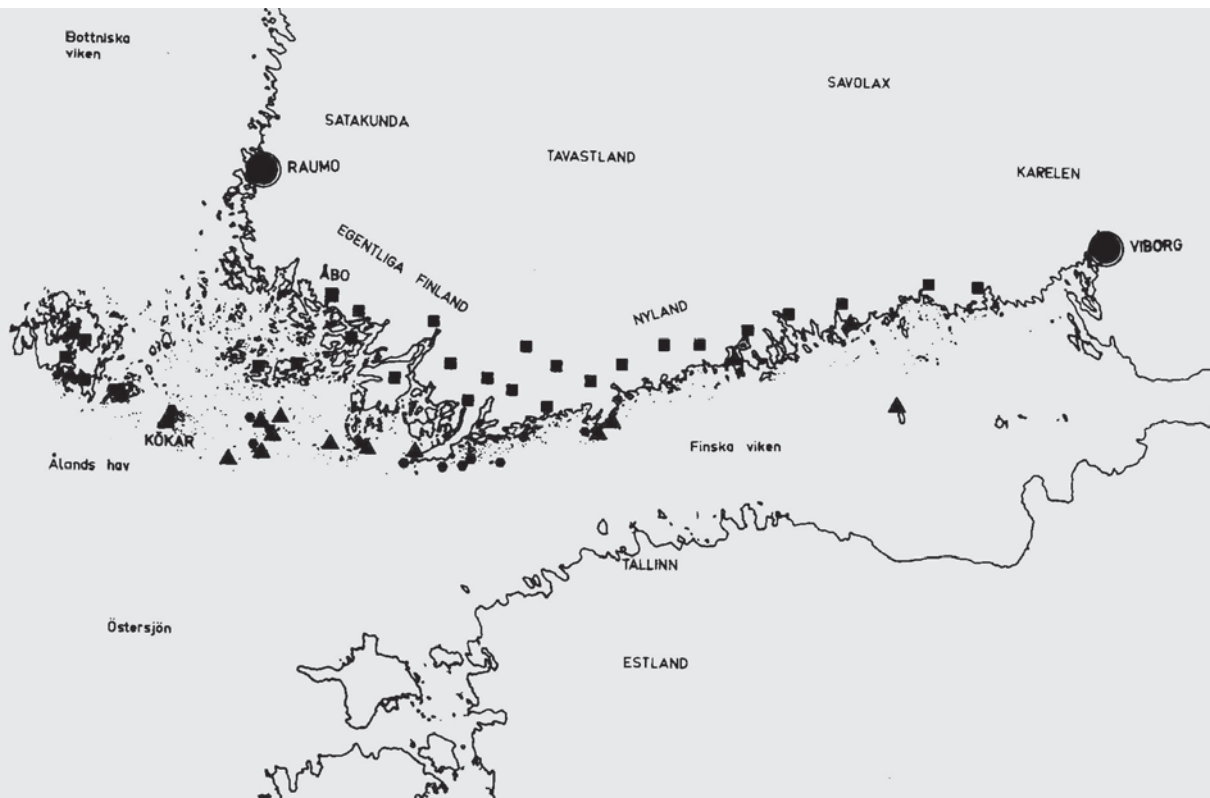 Bottniska
viken
SAVOLAX
SATAKUNDA
TAVASTLAND
RAUMO
KARELEN
EGENTLIGA FINLAND
VIBORG
ÅBO
NYLAND
KÖKAR
Finska viken
Ålands hav
TALLINN
Östersjön
ESTLAND